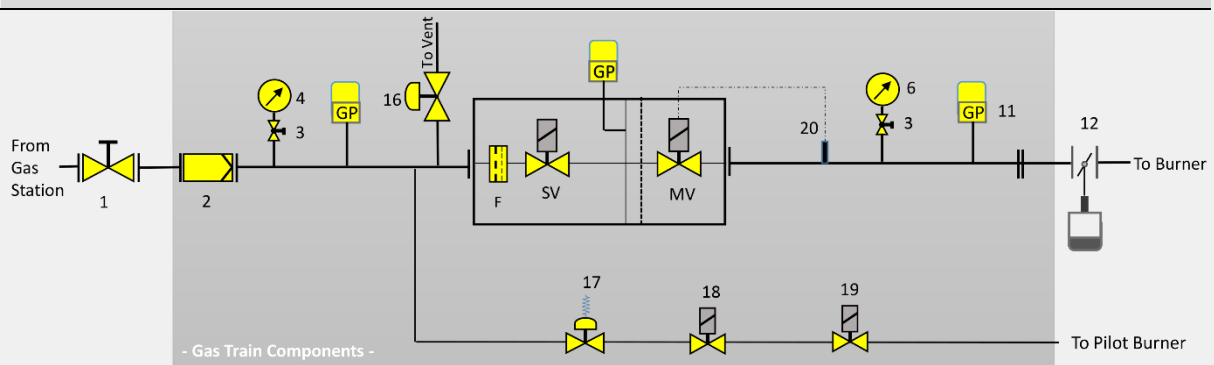 To Vent
GP
4
GP
16
6
GP
11
3
3
20
12
From
Gas
Station
To Burner
1
2
F
SV
MV
17
18
19
- Gas Train Components -
To Pilot Burner